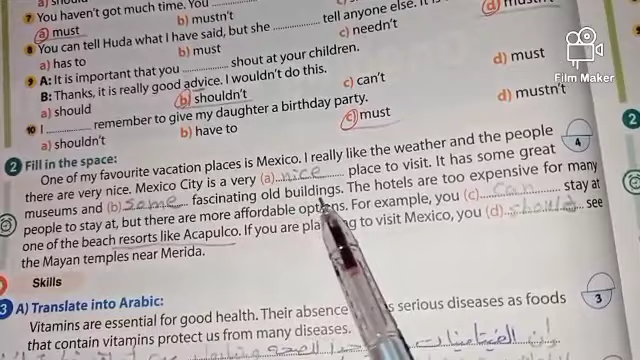 a) should
7 You haven't got much time. You ............
a) must b) mustn't d) mustn't
8 You can tell Huda what I have said, but she ............ tell anyone else. It is
a) has to b) must c) needn't
9 A: It is important that you ............ shout at your children. d) must
B: Thanks, it is really good advice. I wouldn't do this.
a) should b) shouldn't c) can't
10 I ............ remember to give my daughter a birthday party. d) mustn't
a) shouldn't b) have to c) must
Film Maker
2 Fill in the space:
One of my favourite vacation places is Mexico. I really like the weather and the people
there are very nice. Mexico City is a very (a) nice place to visit. It has some great
museums and (b) some fascinating old buildings. The hotels are too expensive for many
people to stay at, but there are more affordable options. For example, you (c) can stay at
one of the beach resorts like Acapulco. If you are planning to visit Mexico, you (d) should see
the Mayan temples near Merida.
4
2
Skills
3 A) Translate into Arabic:
3
Vitamins are essential for good health. Their absence serious diseases as foods
that contain vitamins protect us from many diseases.
إن الفيتامينات